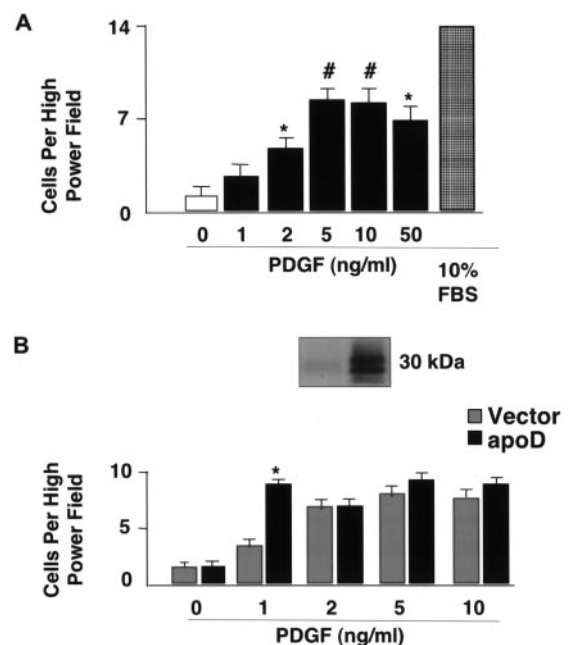 A
14
# #
* *
7
0
Cells Per High
Power Field
0 1 2 5 10 50
PDGF (ng/ml)
10%
FBS
B
30 kDa
Vector
apoD
10
*
5
0
Cells Per High
Power Field
0 1 2 5 10
PDGF (ng/ml)